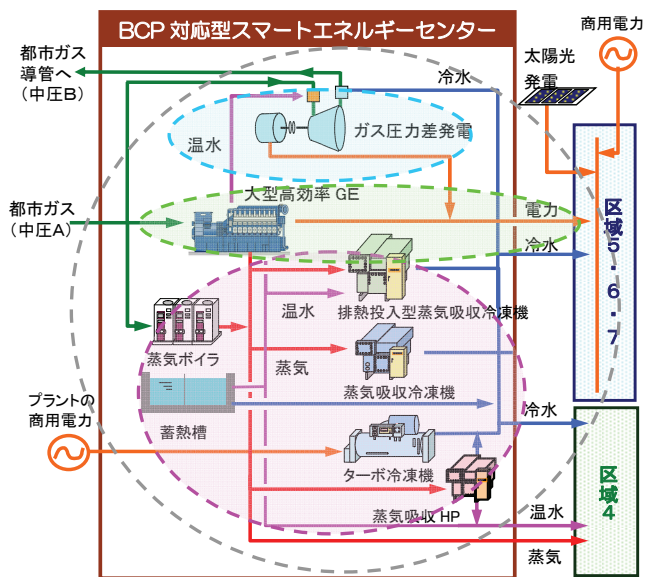 BCP 対応型スマートエネルギーセンター
商用電力
都市ガス
導管へ
（中圧B）
冷水
太陽光
発電
ガス圧力差発電
温水
大型高効率 GE
都市ガス
（中圧A）
電力
冷水
区域５・６・７
温水
排熱投入型蒸気吸収冷凍機
蒸気ボイラ
蒸気
蒸気吸収冷凍機
プラントの
商用電力
蓄熱槽
冷水
ターボ冷凍機
区域４
蒸気吸収 HP
温水
蒸気